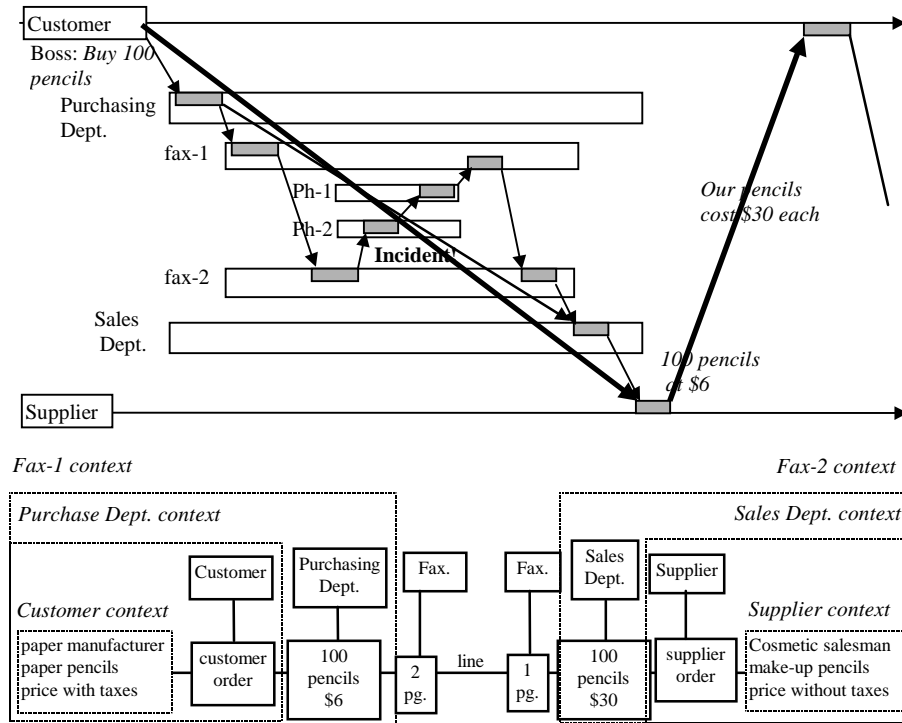 Customer
Boss: Buy 100
pencils
Purchasing
Dept.
fax-1
Ph-1
Our pencils
cost $30 each
Ph-2
Incident!
fax-2
Sales
Dept.
100 pencils
at $6
Supplier
Fax-1 context
Fax-2 context
Purchase Dept. context
Sales Dept. context
Customer
Purchasing
Dept.
Fax.
Fax.
Sales
Dept.
Supplier
Customer context
Supplier context
paper manufacturer
paper pencils
price with taxes
customer
order
100
pencils
$6
2
pg.
line
1
pg.
100
pencils
$30
supplier
order
Cosmetic salesman
make-up pencils
price without taxes